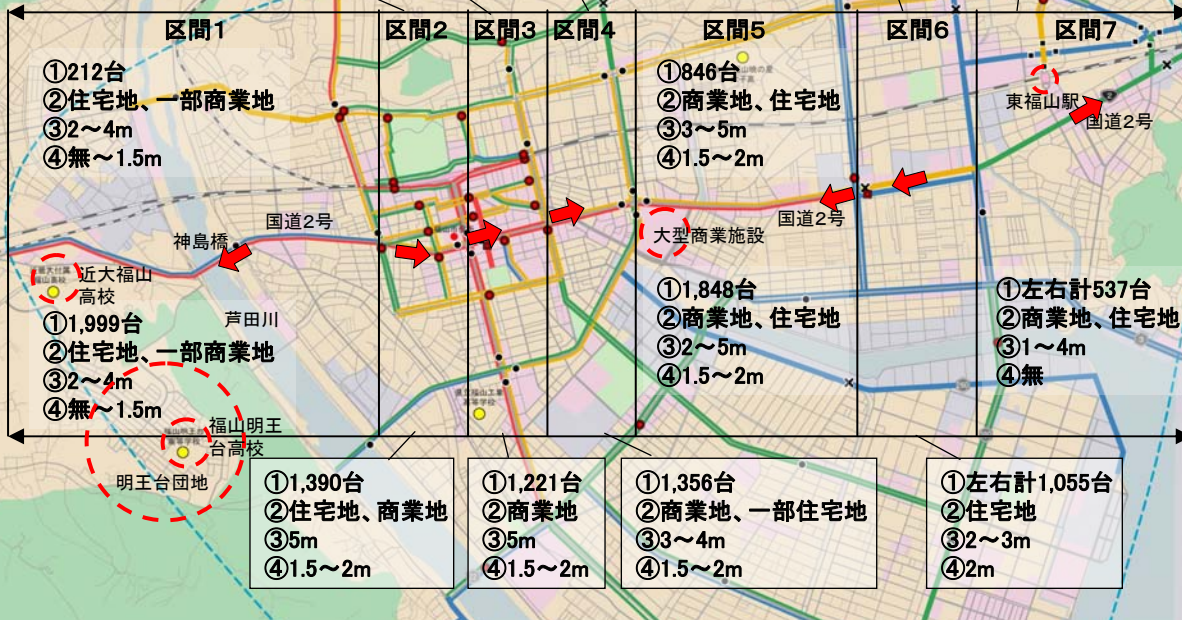 区間1
区間2
区間3
区間4
区間5
区間6
区間7
①212台
②住宅地、一部商業地
③2～4m
④無～1.5m
①846台
②商業地、住宅地
③3～5m
④1.5～2m
東福山駅
国道2号
国道2号
神島橋
国道2号
大型商業施設
近大福山
高校
芦田川
①1,999台
②住宅地、一部商業地
③2～4m
④無～1.5m
①1,848台
②商業地、住宅地
③2～5m
④1.5～2m
①左右計537台
②商業地、住宅地
③1～4m
④無
福山明王
台高校
明王台団地
①1,390台
②住宅地、商業地
③5m
④1.5～2m
①1,221台
②商業地
③5m
④1.5～2m
①1,356台
②商業地、一部住宅地
③3～4m
④1.5～2m
①左右計1,055台
②住宅地
③2～3m
④2m